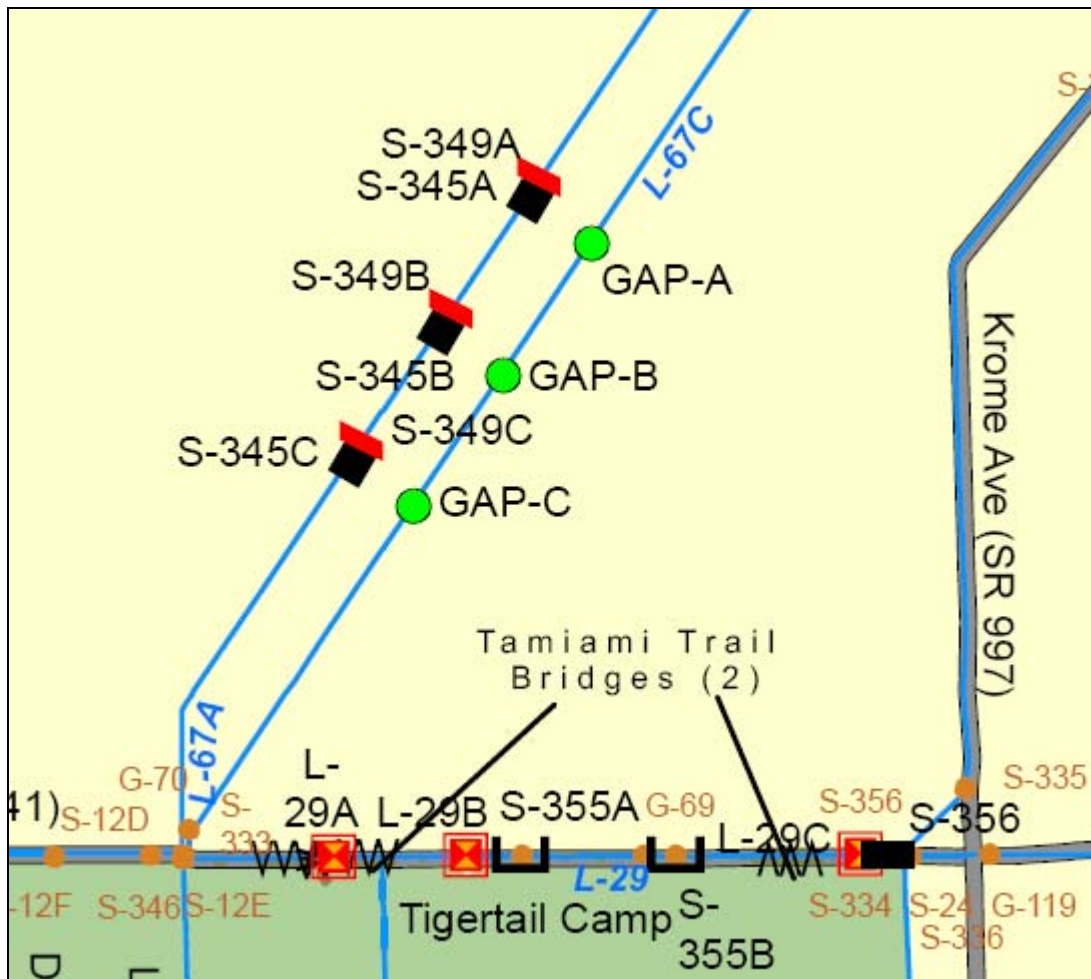 S-349A
S-345A
L-67C
S-349B
GAP-A
S-345B
GAP-B
S-345C
S-349C
GAP-C
Krome Ave (SR 997)
Tamiami Trail
Bridges (2)
L-67A
G-70
L-
29A
S-335
41)
S-12D
S-
333
L-29B
S-355A
G-69
S-356
S-356
L-29C
L-29
-12F
S-346
S-12E
Tigertail Camp
S-
355B
S-334
S-24
G-119
S-336
D
L